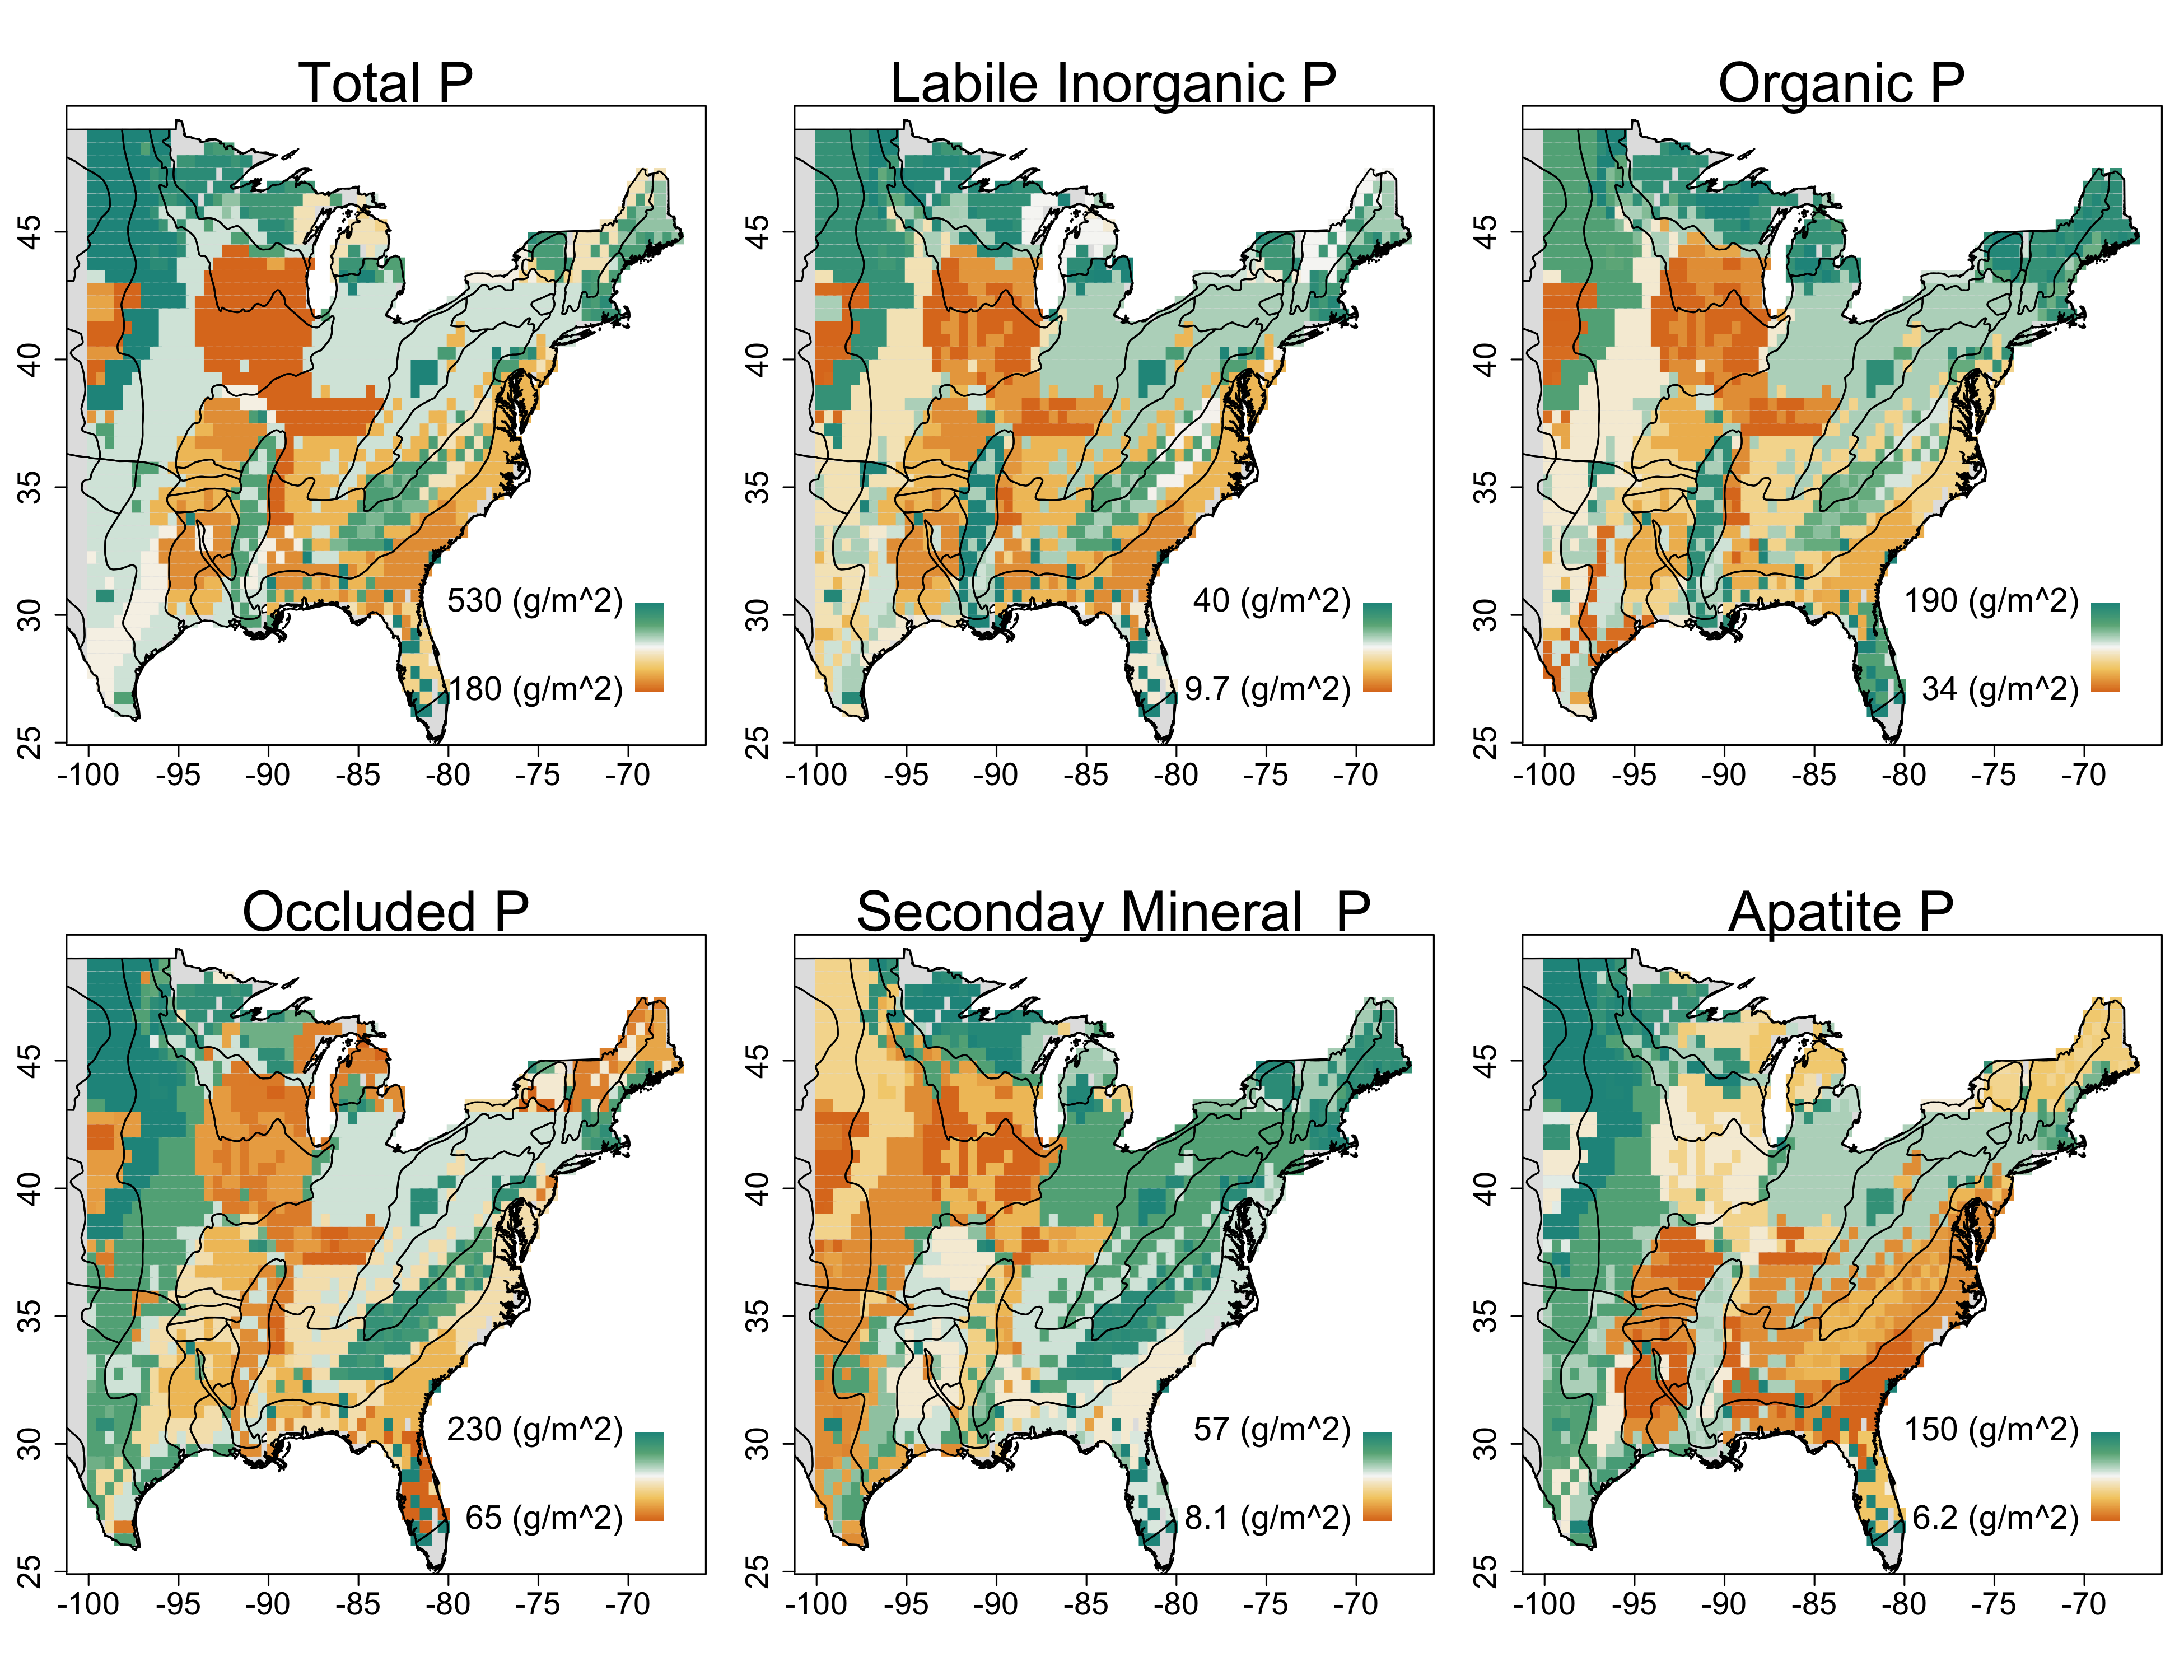 Total P
Labile Inorganic P
Organic P
45
40
35
30
25
530 (g/m^2)
180 (g/m^2)
-100 -95 -90 -85 -80 -75 -70
45
40
35
30
25
40 (g/m^2)
9.7 (g/m^2)
-100 -95 -90 -85 -80 -75 -70
45
40
35
30
25
190 (g/m^2)
34 (g/m^2)
-100 -95 -90 -85 -80 -75 -70
Occluded P
Seconday Mineral P
Apatite P
45
40
35
30
25
230 (g/m^2)
65 (g/m^2)
-100 -95 -90 -85 -80 -75 -70
45
40
35
30
25
57 (g/m^2)
8.1 (g/m^2)
-100 -95 -90 -85 -80 -75 -70
45
40
35
30
25
150 (g/m^2)
6.2 (g/m^2)
-100 -95 -90 -85 -80 -75 -70